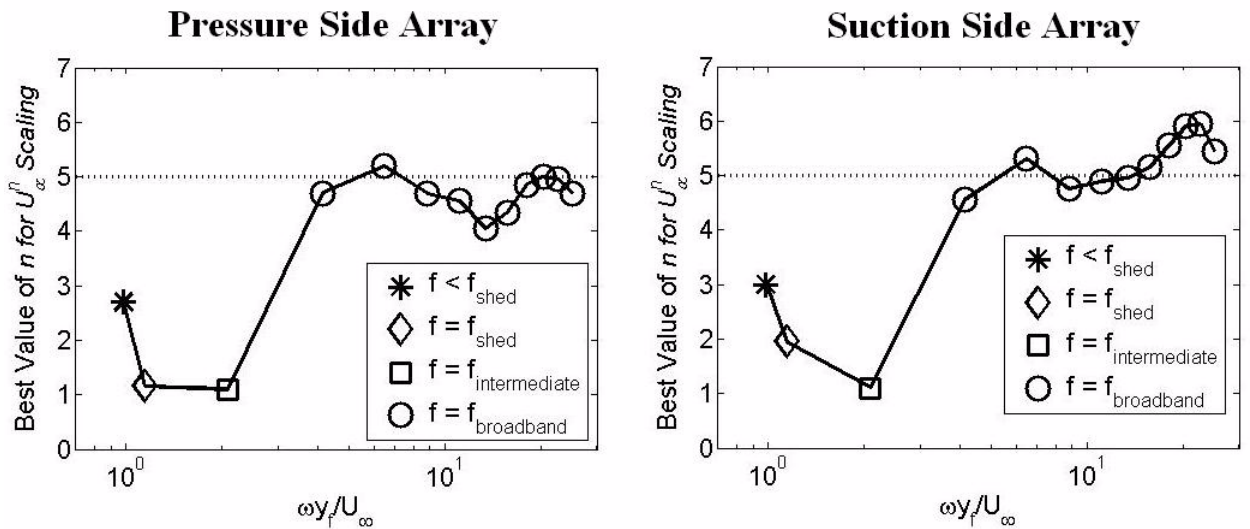 Pressure Side Array
7
6
5
4
3
2
1
0
Best Value of n for U_∝^n Scaling
10^0
10^1
ωy_f/U_∞
f < f_shed
f = f_shed
f = f_intermediate
f = f_broadband
Suction Side Array
7
6
5
4
3
2
1
0
Best Value of n for U_∝^n Scaling
10^0
10^1
ωy_f/U_∞
f < f_shed
f = f_shed
f = f_intermediate
f = f_broadband